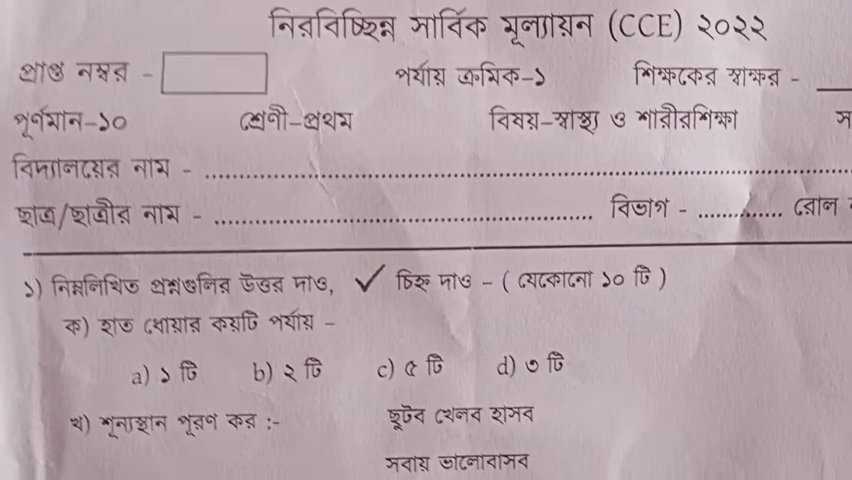 নিরবিচ্ছিন্ন সার্বিক মূল্যায়ন (CCE) ২০২২
প্রাপ্ত নম্বর - পর্যায় ক্রমিক-১ শিক্ষকের স্বাক্ষর -
পূর্ণমান-১০ শ্রেণী-প্রথম বিষয়-স্বাস্থ্য ও শারীরশিক্ষা স
বিদ্যালয়ের নাম - ..........................................................................
ছাত্র/ছাত্রীর নাম - .................................................... বিভাগ - ............ রোল
১) নিম্নলিখিত প্রশ্নগুলির উত্তর দাও, ✓ চিহ্ন দাও - ( যেকোনো ১০ টি )
ক) হাত ধোয়ার কয়টি পর্যায় -
a) ১ টি b) ২ টি c) ৫ টি d) ৩ টি
খ) শূন্যস্থান পূরণ কর :- ছুটব খেলব হাসব
সবায় ভালোবাসব